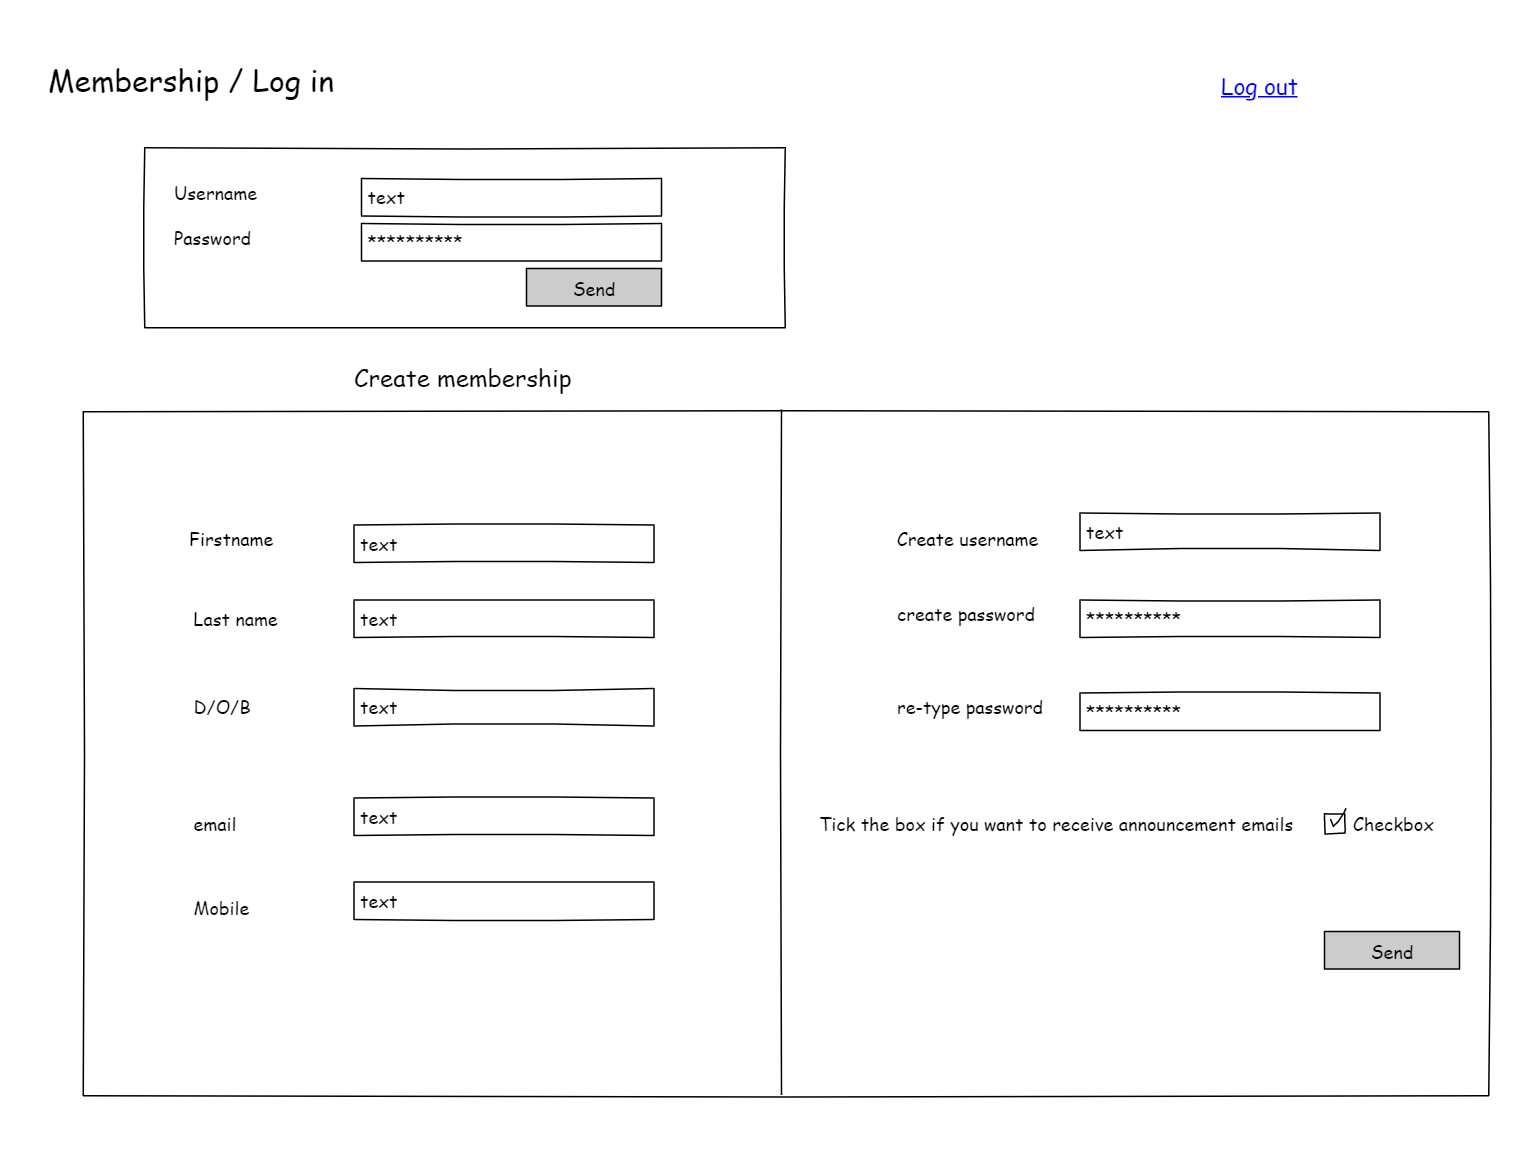 Membership / Log in
Log out
Username
text
Password
**********
Send
Create membership
Firstname
text
Last name
text
D/O/B
text
email
text
Mobile
text
Create username
text
create password
**********
re-type password
**********
Tick the box if you want to receive announcement emails
Checkbox
Send